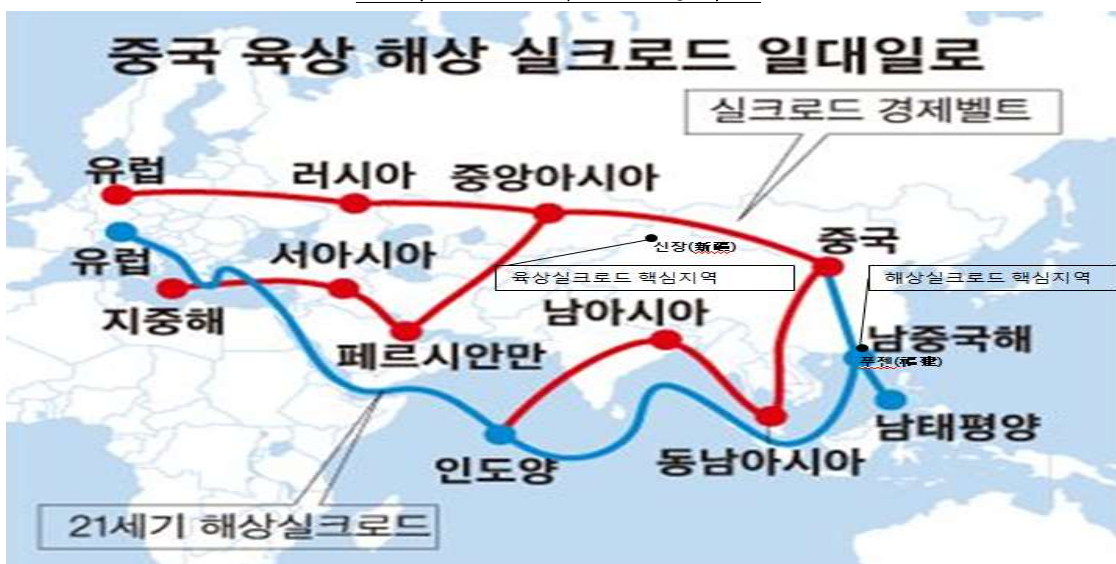 중국 육상 해상 실크로드 일대일로
실크로드 경제벨트
유럽
러시아
중앙아시아
신장(新疆)
중국
유럽
서아시아
육상실크로드 핵심지역
해상실크로드 핵심지역
지중해
남아시아
페르시안만
남중국해
푸젠(福建)
남태평양
인도양
동남아시아
21세기 해상실크로드